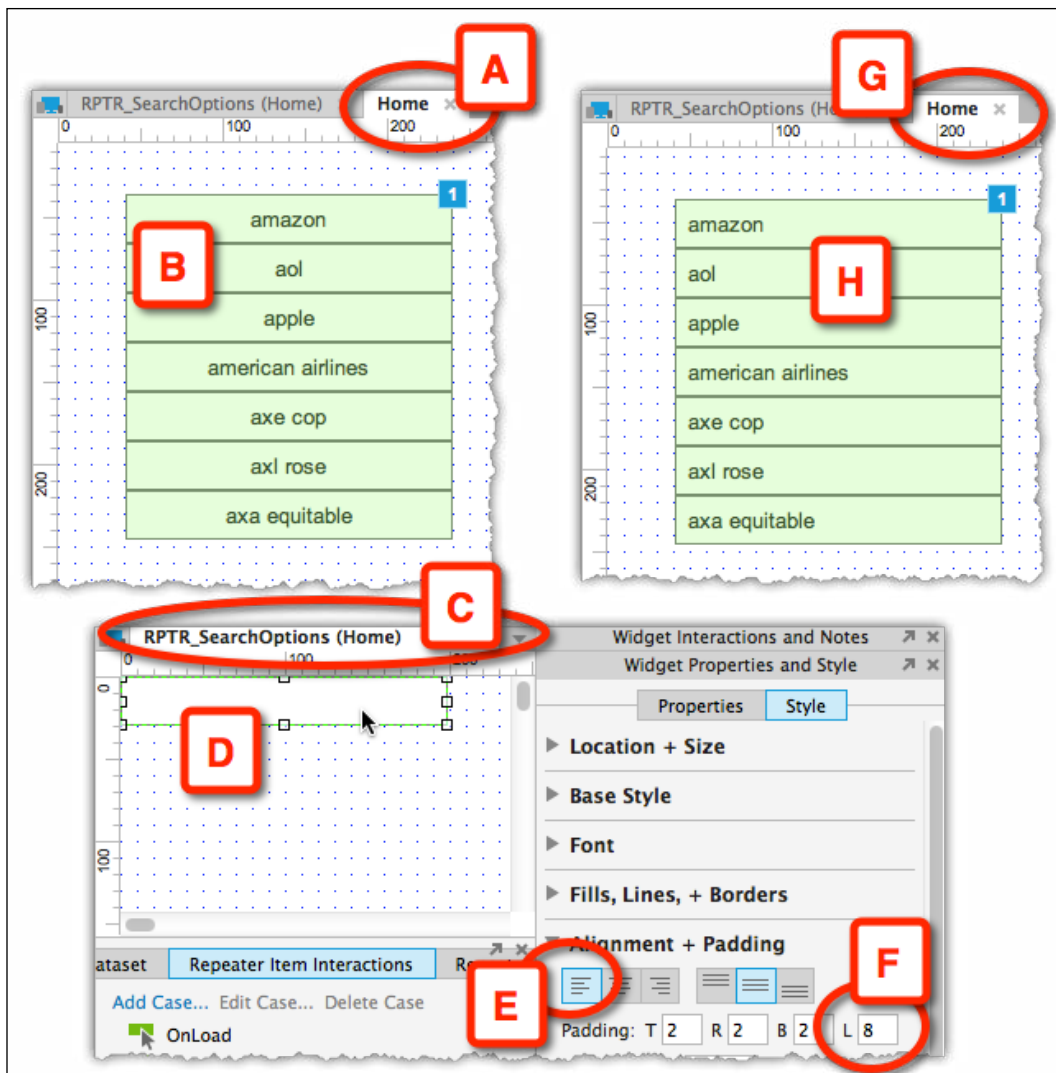 A
RPTR_SearchOptions (Home)
Home
0 100 200
1
B
amazon
aol
apple
american airlines
axe cop
axl rose
axa equitable
100
200
G
Home
0 100 200
1
H
amazon
aol
apple
american airlines
axe cop
axl rose
axa equitable
100
200
C
RPTR_SearchOptions (Home)
0 100
0
D
100
ataset
Repeater Item Interactions
Add Case... Edit Case... Delete Case
OnLoad
Widget Interactions and Notes
Widget Properties and Style
Properties Style
Location + Size
Base Style
Font
Fills, Lines, + Borders
Alignment + Padding
E
F
Padding: T 2 R 2 B 2 L 8